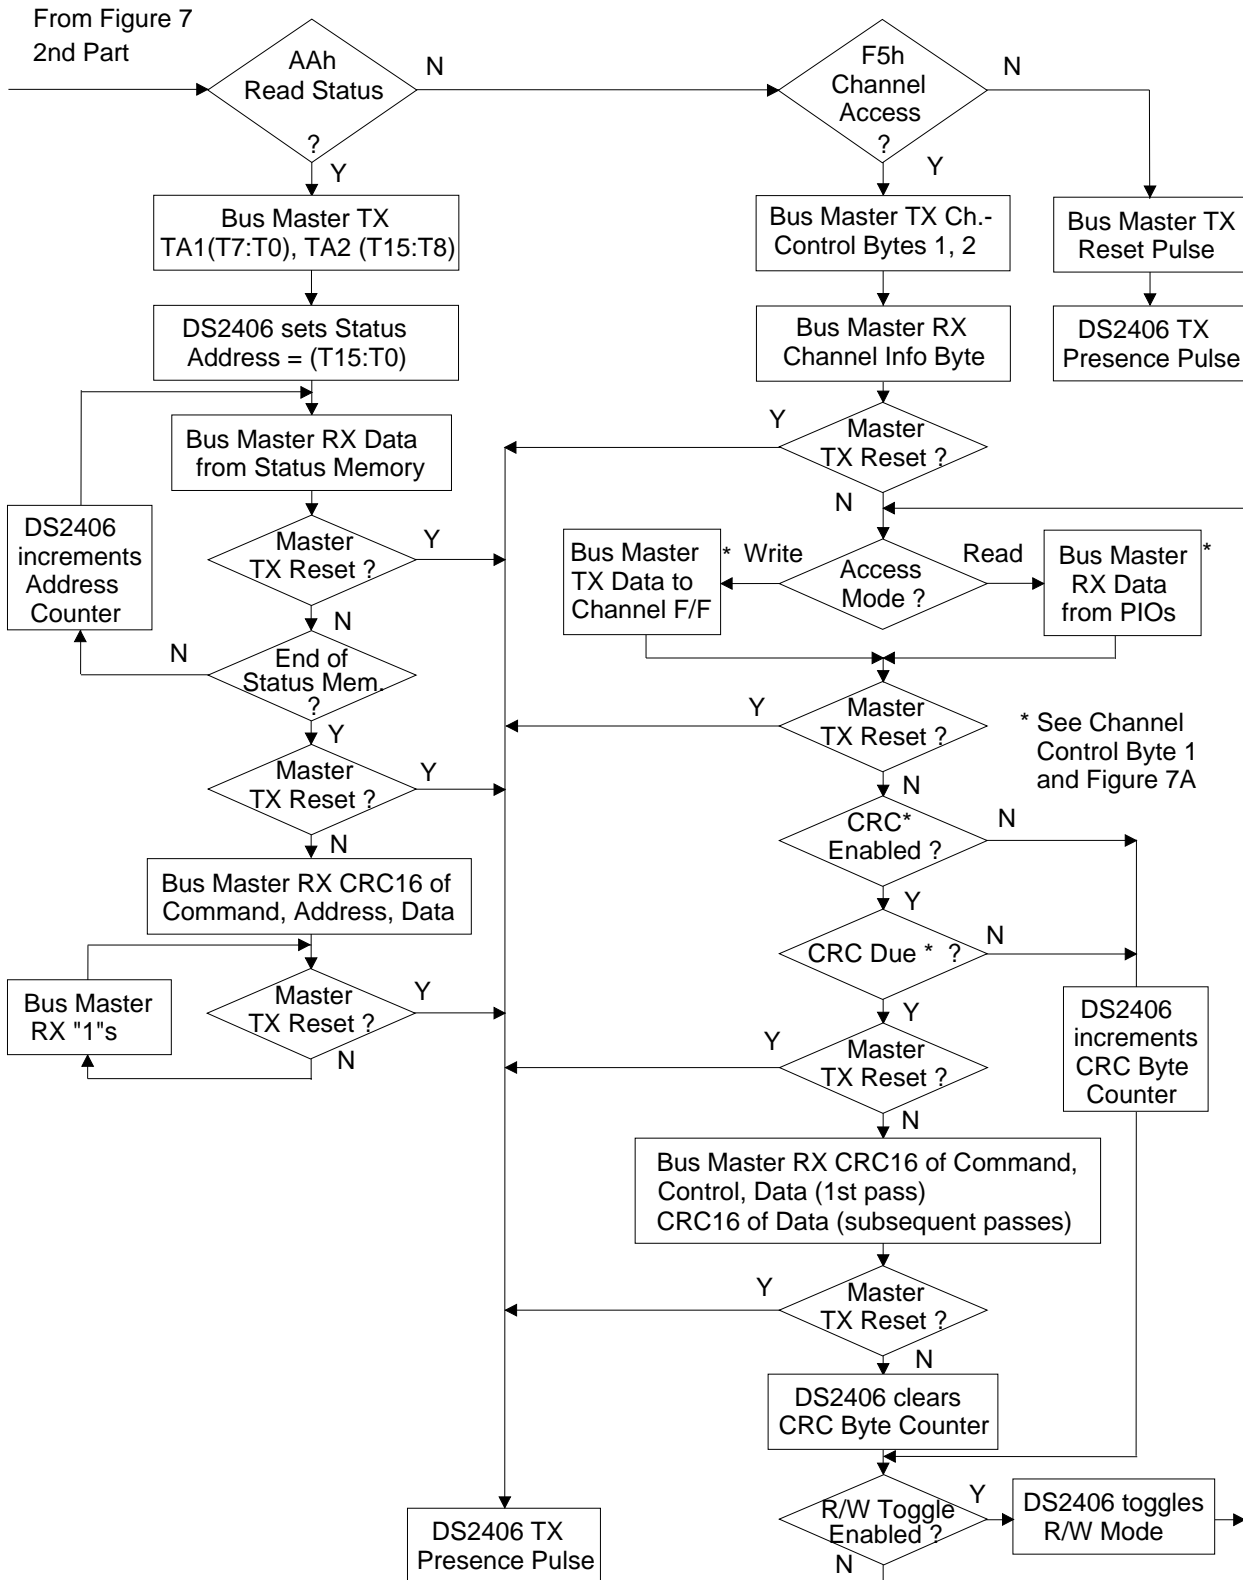 From Figure 7
2nd Part
AAh
Read Status
?
N
Y
F5h
Channel
Access
?
N
Y
Bus Master TX
TA1(T7:T0), TA2 (T15:T8)
Bus Master TX Ch.-
Control Bytes 1, 2
Bus Master TX
Reset Pulse
DS2406 sets Status
Address = (T15:T0)
Bus Master RX
Channel Info Byte
DS2406 TX
Presence Pulse
Bus Master RX Data
from Status Memory
Y
Master
TX Reset ?
N
DS2406
increments
Address
Counter
Master
TX Reset ?
Y
N
Bus Master
TX Data to
Channel F/F
* Write
Access
Mode ?
Read
Bus Master
RX Data
from PIOs
*
N
End of
Status Mem.
?
Y
Y
Master
TX Reset ?
N
* See Channel
Control Byte 1
and Figure 7A
Master
TX Reset ?
Y
N
CRC*
Enabled ?
N
Y
Bus Master RX CRC16 of
Command, Address, Data
CRC Due * ?
N
Y
Bus Master
RX "1"s
Master
TX Reset ?
Y
N
Y
Master
TX Reset ?
N
DS2406
increments
CRC Byte
Counter
Bus Master RX CRC16 of Command,
Control, Data (1st pass)
CRC16 of Data (subsequent passes)
Y
Master
TX Reset ?
N
DS2406 clears
CRC Byte Counter
DS2406 TX
Presence Pulse
R/W Toggle
Enabled ?
Y
N
DS2406 toggles
R/W Mode